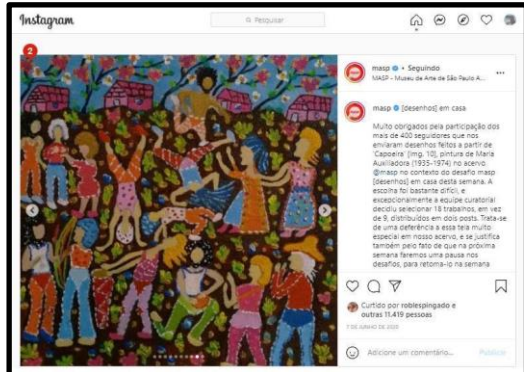 Instagram
Pesquisar
2
masp • Seguindo
MASP - Museu de Arte de São Paulo A...
masp [desenhos] em casa
Muito obrigados pela participação dos
mais de 400 seguidores que nos
enviaram desenhos feitos a partir de
'Capoeira' [img. 10], pintura de Maria
Auxiliadora (1935-1974) no acervo
@masp no contexto do desafio masp
[desenhos] em casa desta semana. A
escolha foi bastante difícil, e
excepcionalmente a equipe curatorial
decidiu selecionar 18 trabalhos, em vez
de 9, distribuídos em dois posts. Trata-se
de uma deferência a essa tela muito
especial em nosso acervo, e se justifica
também pelo fato de que na próxima
semana faremos uma pausa nos
desafios, para retomá-lo na semana
Curtido por roblespingado e
outras 11.419 pessoas
7 DE JUNHO DE 2020
Adicione um comentário...
Publicar